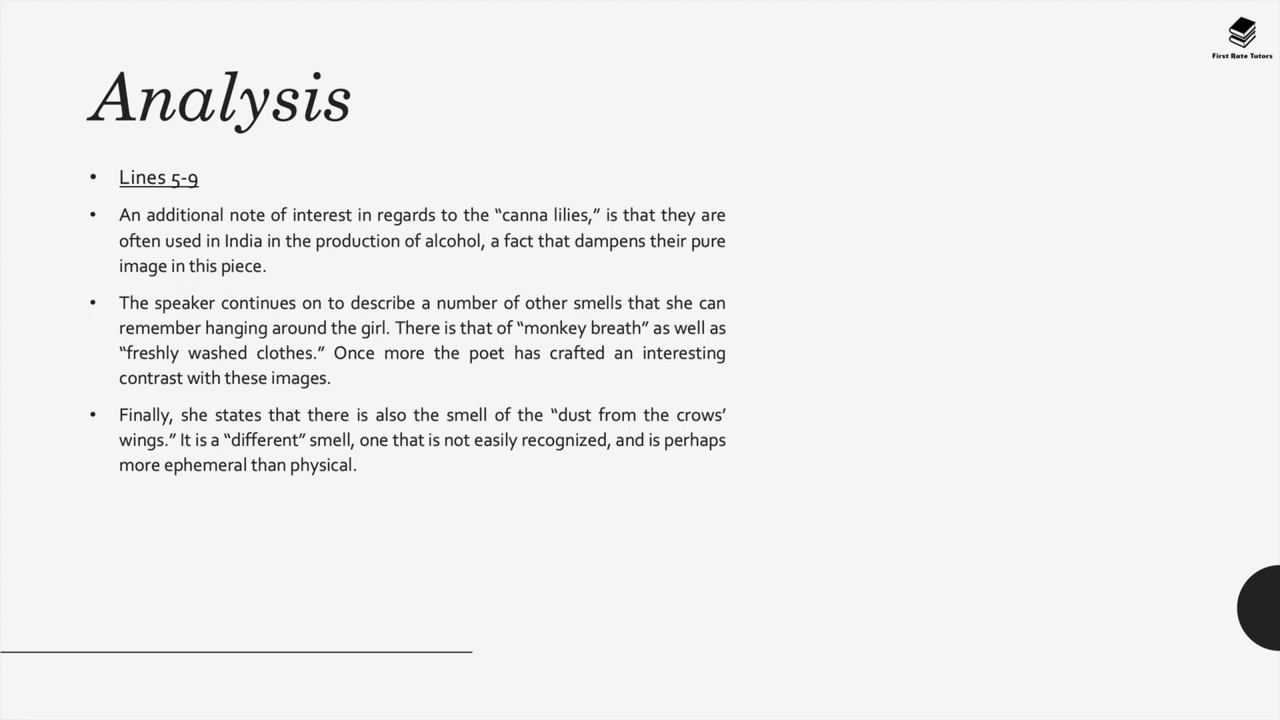 First Rate Tutors
Analysis
• Lines 5-9
• An additional note of interest in regards to the “canna lilies,” is that they are
often used in India in the production of alcohol, a fact that dampens their pure
image in this piece.
• The speaker continues on to describe a number of other smells that she can
remember hanging around the girl. There is that of “monkey breath” as well as
“freshly washed clothes.” Once more the poet has crafted an interesting
contrast with these images.
• Finally, she states that there is also the smell of the “dust from the crows’
wings.” It is a “different” smell, one that is not easily recognized, and is perhaps
more ephemeral than physical.